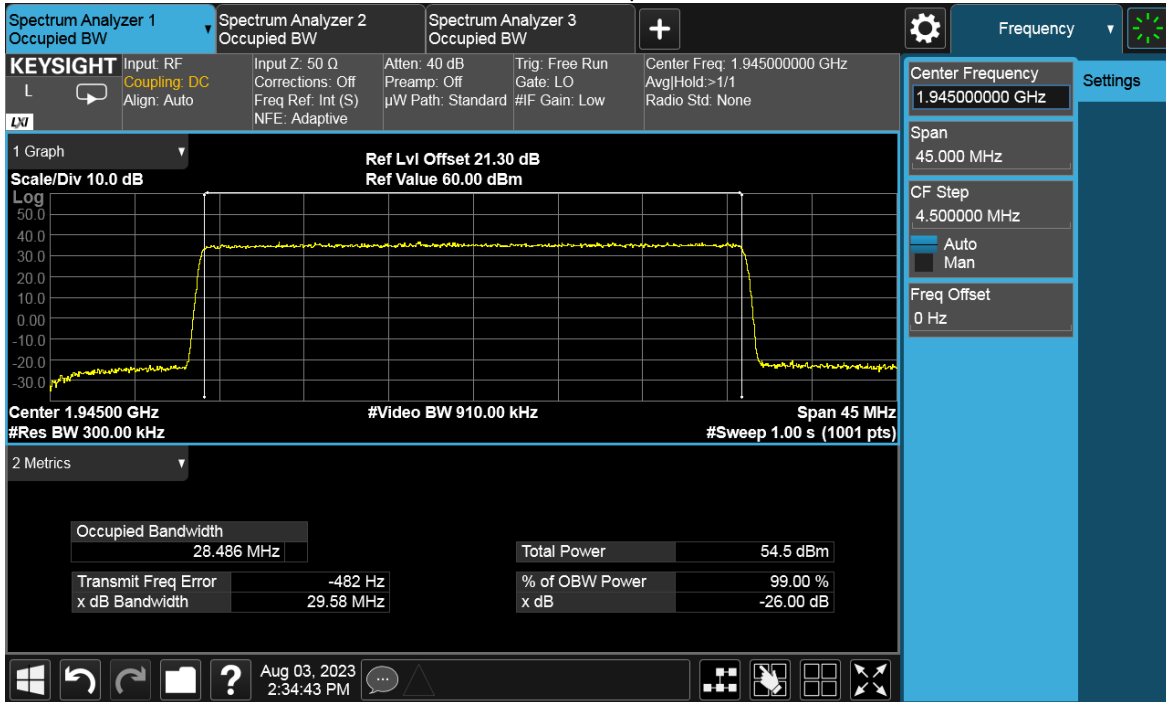 Spectrum Analyzer 1
Occupied BW
Spectrum Analyzer 2
Occupied BW
Spectrum Analyzer 3
Occupied BW
Frequency
KEYSIGHT
L
LXI
Input: RF
Coupling: DC
Align: Auto
Input Z: 50 Ω
Corrections: Off
Freq Ref: Int (S)
NFE: Adaptive
Atten: 40 dB
Preamp: Off
µW Path: Standard
Trig: Free Run
Gate: LO
#IF Gain: Low
Center Freq: 1.945000000 GHz
Avg|Hold:>1/1
Radio Std: None
Center Frequency
1.945000000 GHz
Settings
Span
45.000 MHz
CF Step
4.500000 MHz
Auto
Man
Freq Offset
0 Hz
1 Graph
Scale/Div 10.0 dB
Ref Lvl Offset 21.30 dB
Ref Value 60.00 dBm
Log
50.0
40.0
30.0
20.0
10.0
0.00
-10.0
-20.0
-30.0
Center 1.94500 GHz
#Video BW 910.00 kHz
Span 45 MHz
#Res BW 300.00 kHz
#Sweep 1.00 s (1001 pts)
2 Metrics
Occupied Bandwidth
28.486 MHz
Total Power 54.5 dBm
Transmit Freq Error -482 Hz
% of OBW Power 99.00 %
x dB Bandwidth 29.58 MHz
x dB -26.00 dB
?
Aug 03, 2023
2:34:43 PM